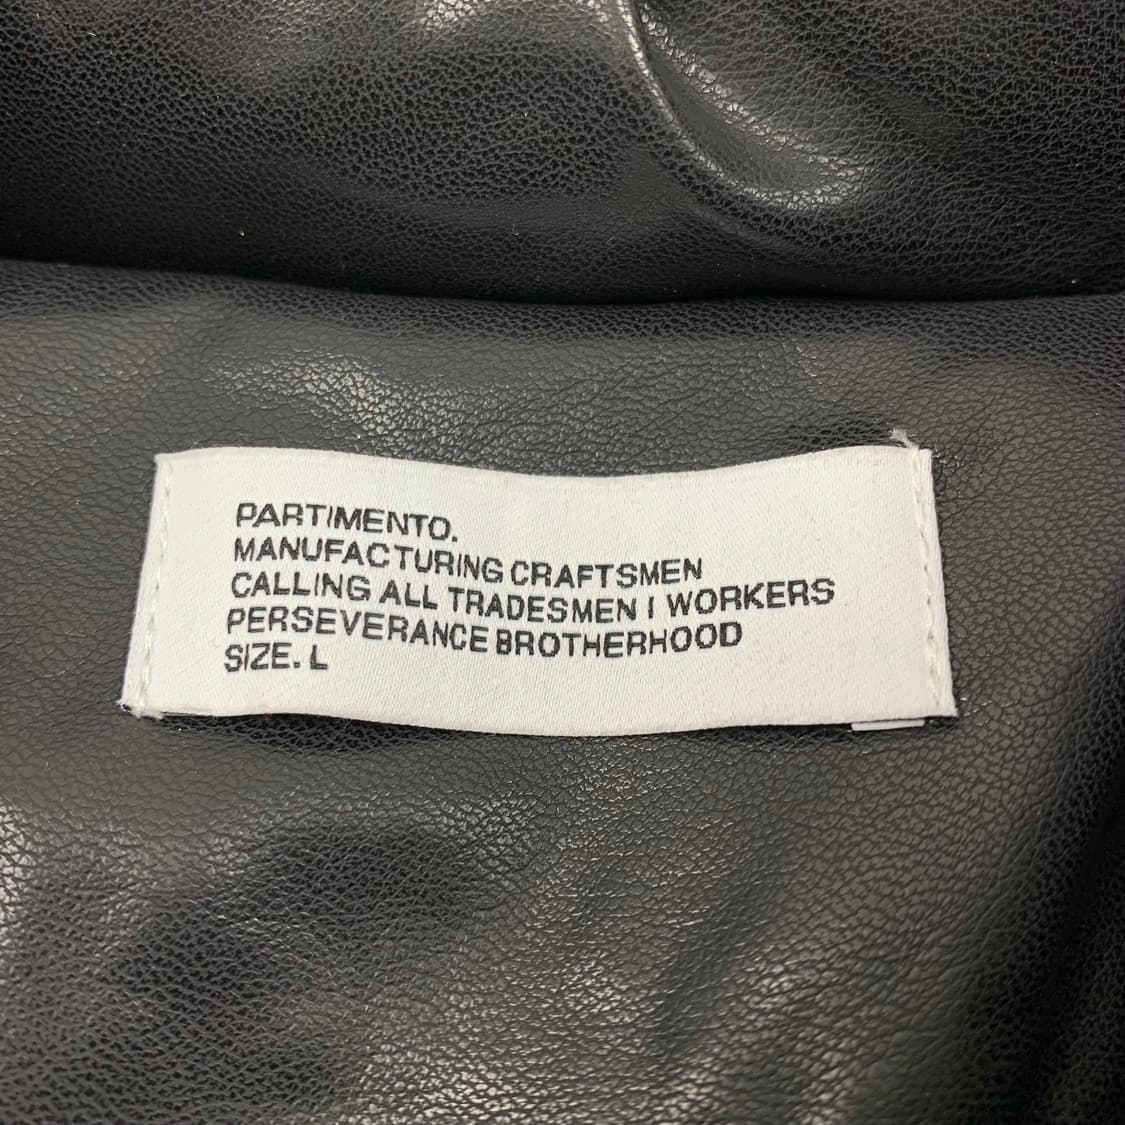 PARTIMENTO.
MANUFACTURING CRAFTSMEN
CALLING ALL TRADESMEN I WORKERS
PERSEVERANCE BROTHERHOOD
SIZE. L